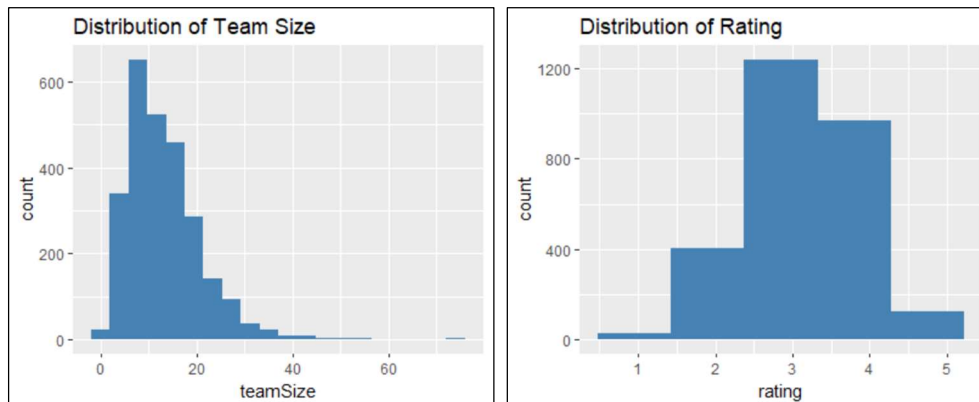 Distribution of Team Size
600
400
200
0
count
0 20 40 60
teamSize
Distribution of Rating
1200
800
400
0
count
1 2 3 4 5
rating